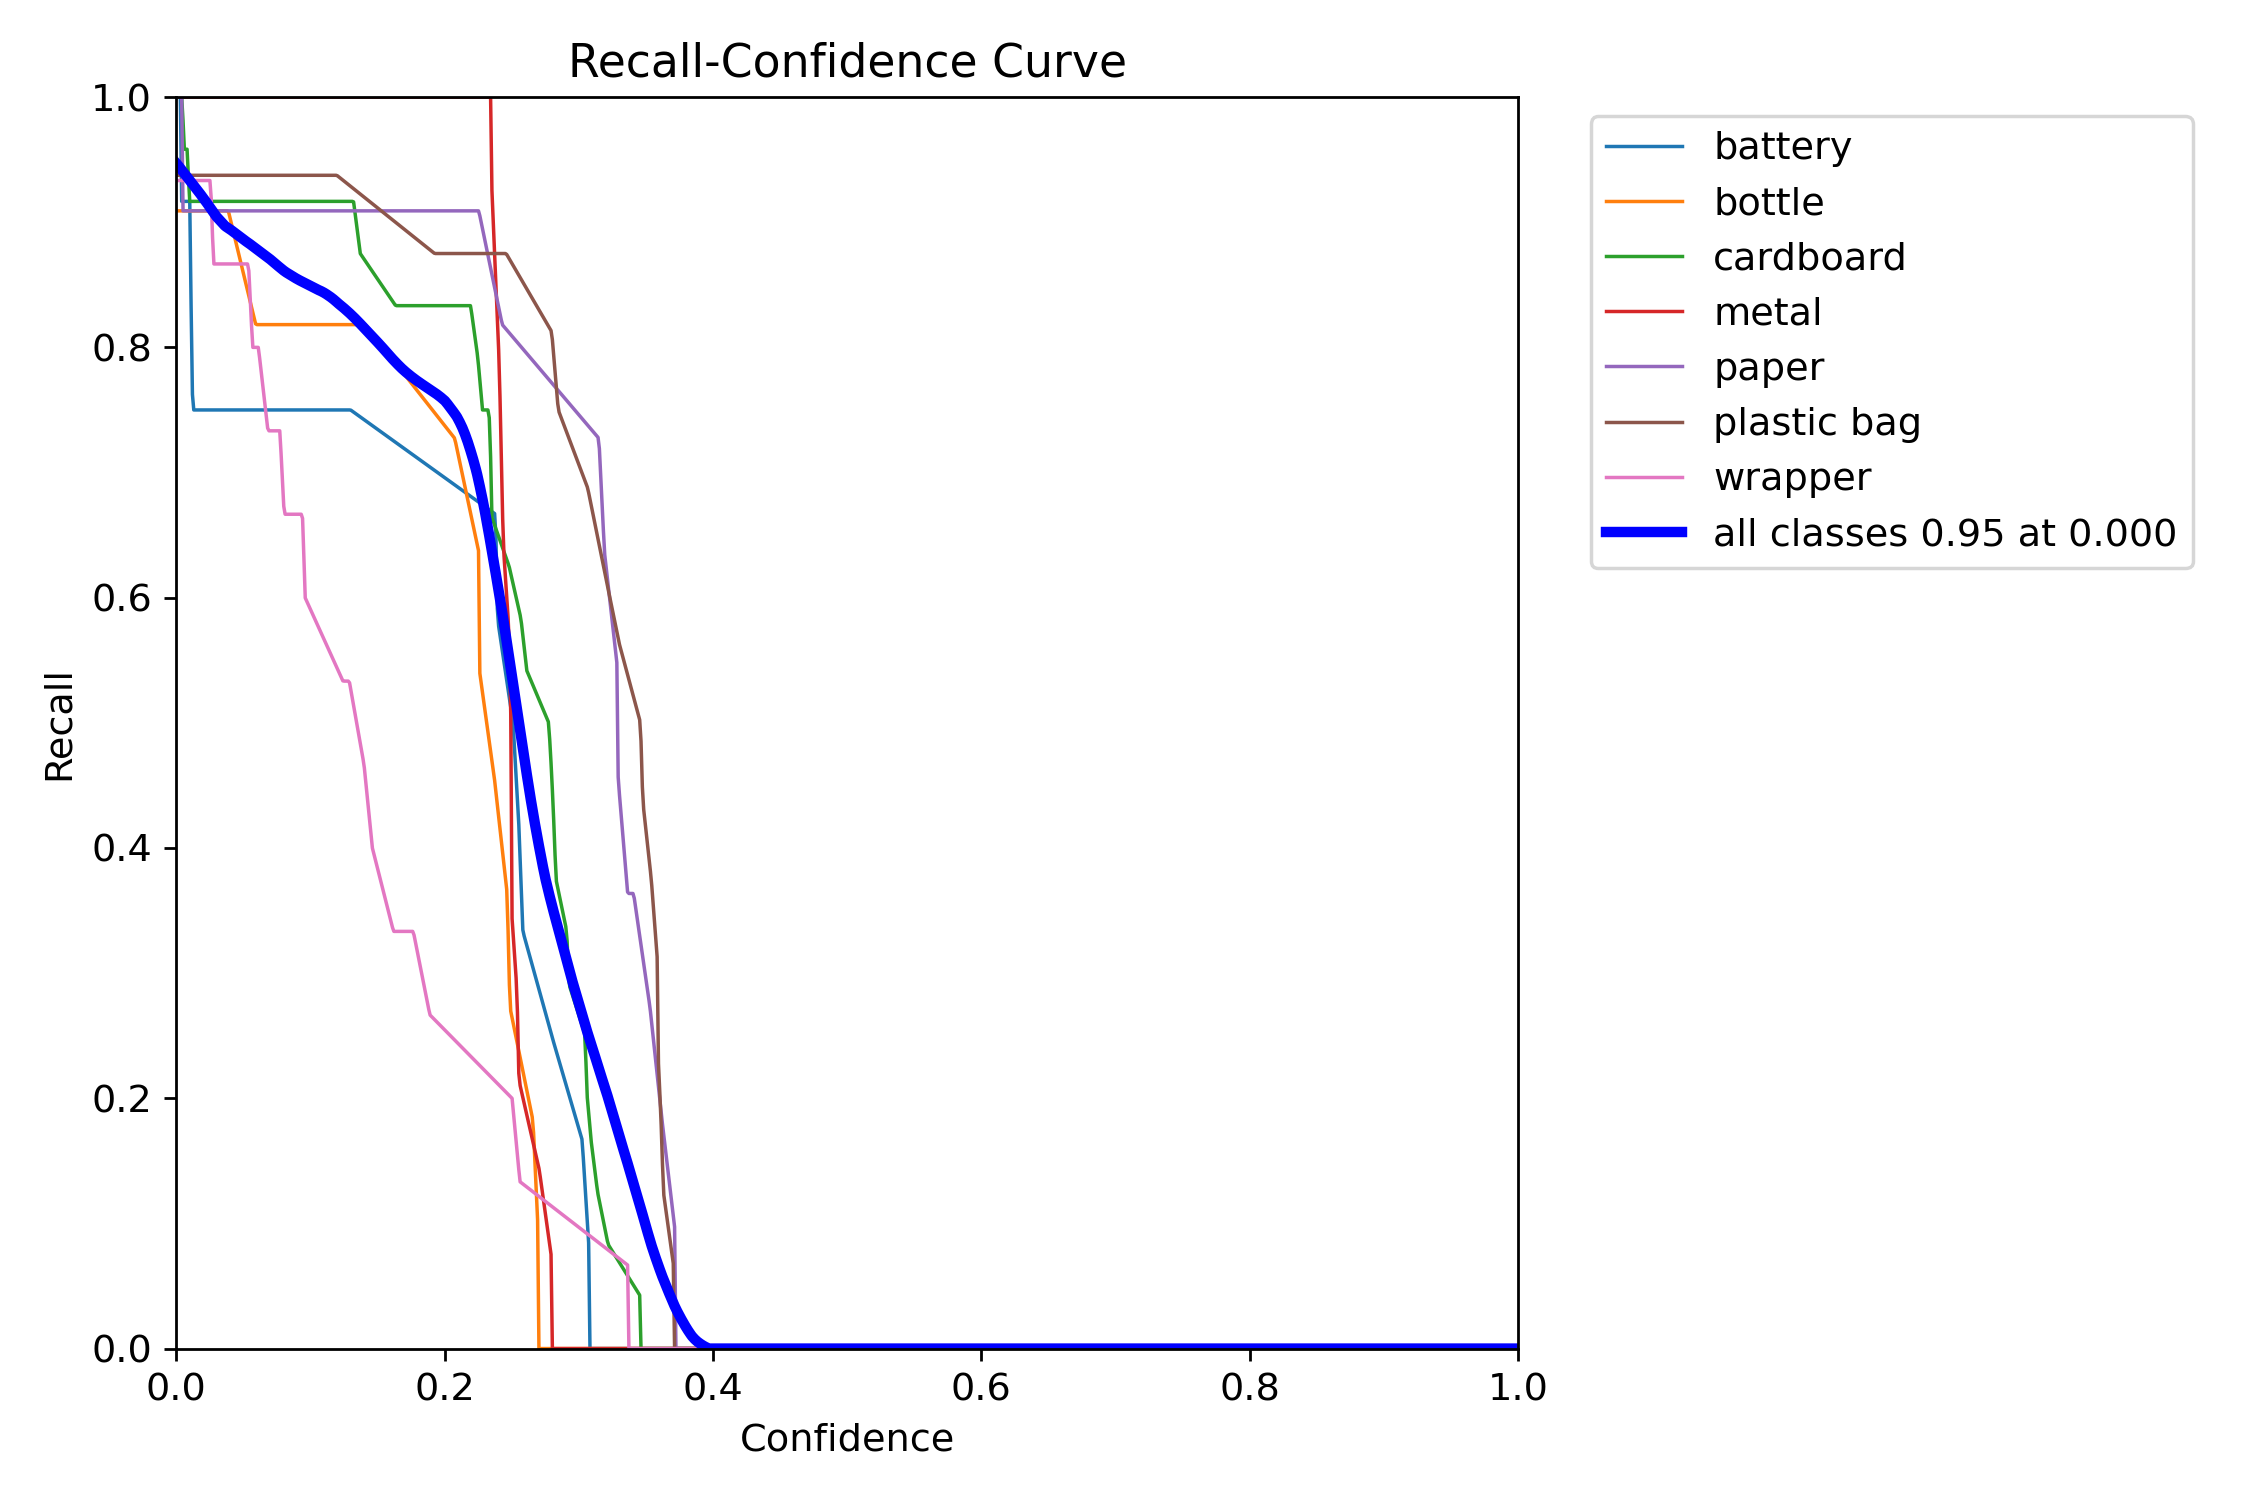 Recall-Confidence Curve
1.0
0.8
0.6
0.4
0.2
0.0
Recall
0.0 0.2 0.4 0.6 0.8 1.0
Confidence
battery
bottle
cardboard
metal
paper
plastic bag
wrapper
all classes 0.95 at 0.000